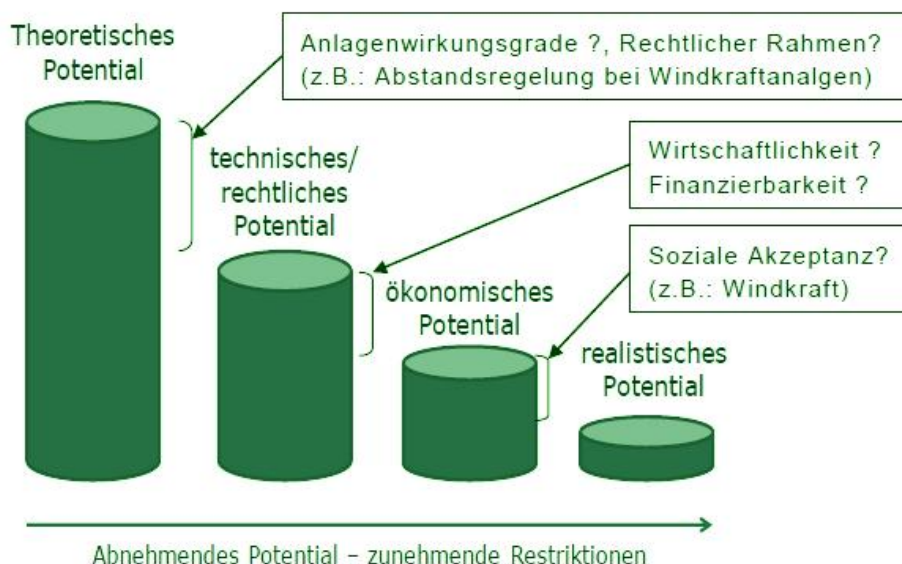 Theoretisches
Potential
Anlagenwirkungsgrade ?, Rechtlicher Rahmen?
(z.B.: Abstandsregelung bei Windkraftanalgen)
technisches/
rechtliches
Potential
Wirtschaftlichkeit ?
Finanzierbarkeit ?
ökonomisches
Potential
Soziale Akzeptanz?
(z.B.: Windkraft)
realistisches
Potential
Abnehmendes Potential – zunehmende Restriktionen